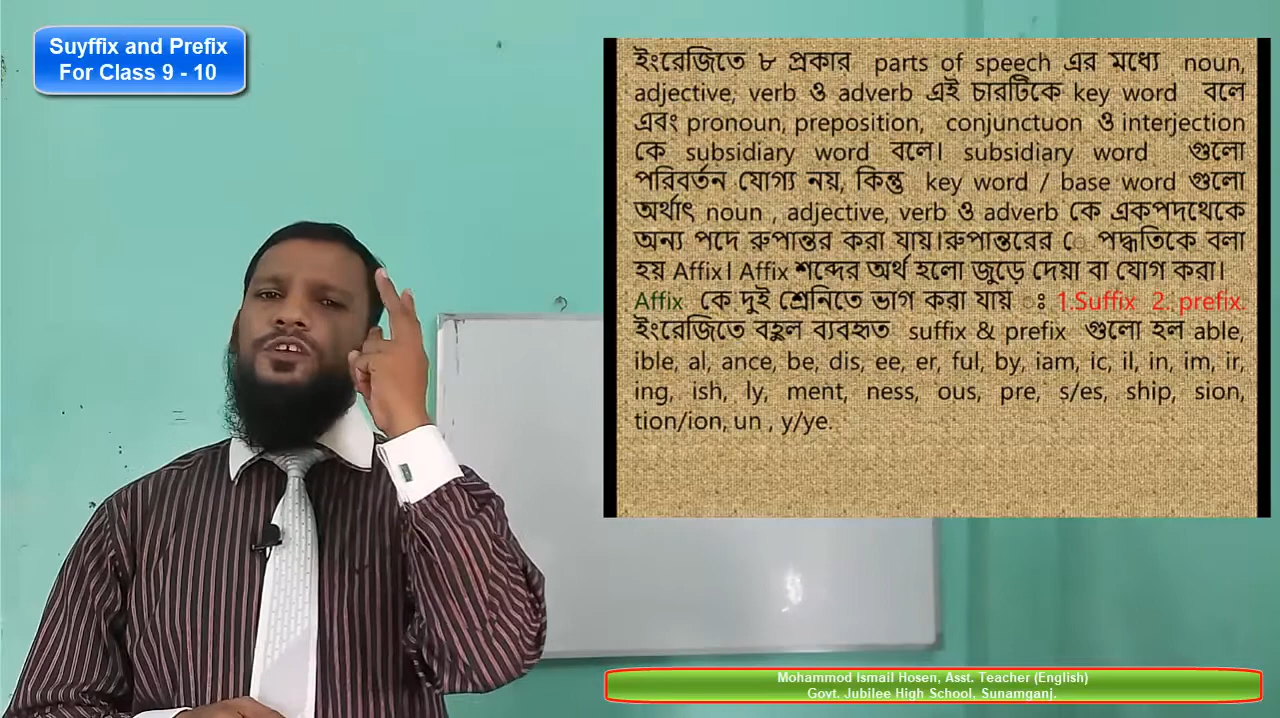 Suyffix and Prefix
For Class 9 - 10
ইংরেজিতে ৮ প্রকার parts of speech এর মধ্যে noun,
adjective, verb ও adverb এই চারটিকে key word বলে
এবং pronoun, preposition, conjunctuon ও interjection
কে subsidiary word বলে। subsidiary word গুলো
পরিবর্তন যোগ্য নয়, কিন্তু key word / base word গুলো
অর্থাৎ noun , adjective, verb ও adverb কে একপদথেকে
অন্য পদে রুপান্তর করা যায়।রুপান্তরের ে পদ্ধতিকে বলা
হয় Affix। Affix শব্দের অর্থ হলো জুড়ে দেয়া বা যোগ করা।
Affix কে দুই শ্রেনিতে ভাগ করা যায় ঃ 1.Suffix 2. prefix.
ইংরেজিতে বহুল ব্যবহৃত suffix & prefix গুলো হল able,
ible, al, ance, be, dis, ee, er, ful, by, iam, ic, il, in, im, ir,
ing, ish, ly, ment, ness, ous, pre, s/es, ship, sion,
tion/ion, un , y/ye.
Mohammod Ismail Hosen, Asst. Teacher (English)
Govt. Jubilee High School, Sunamganj.